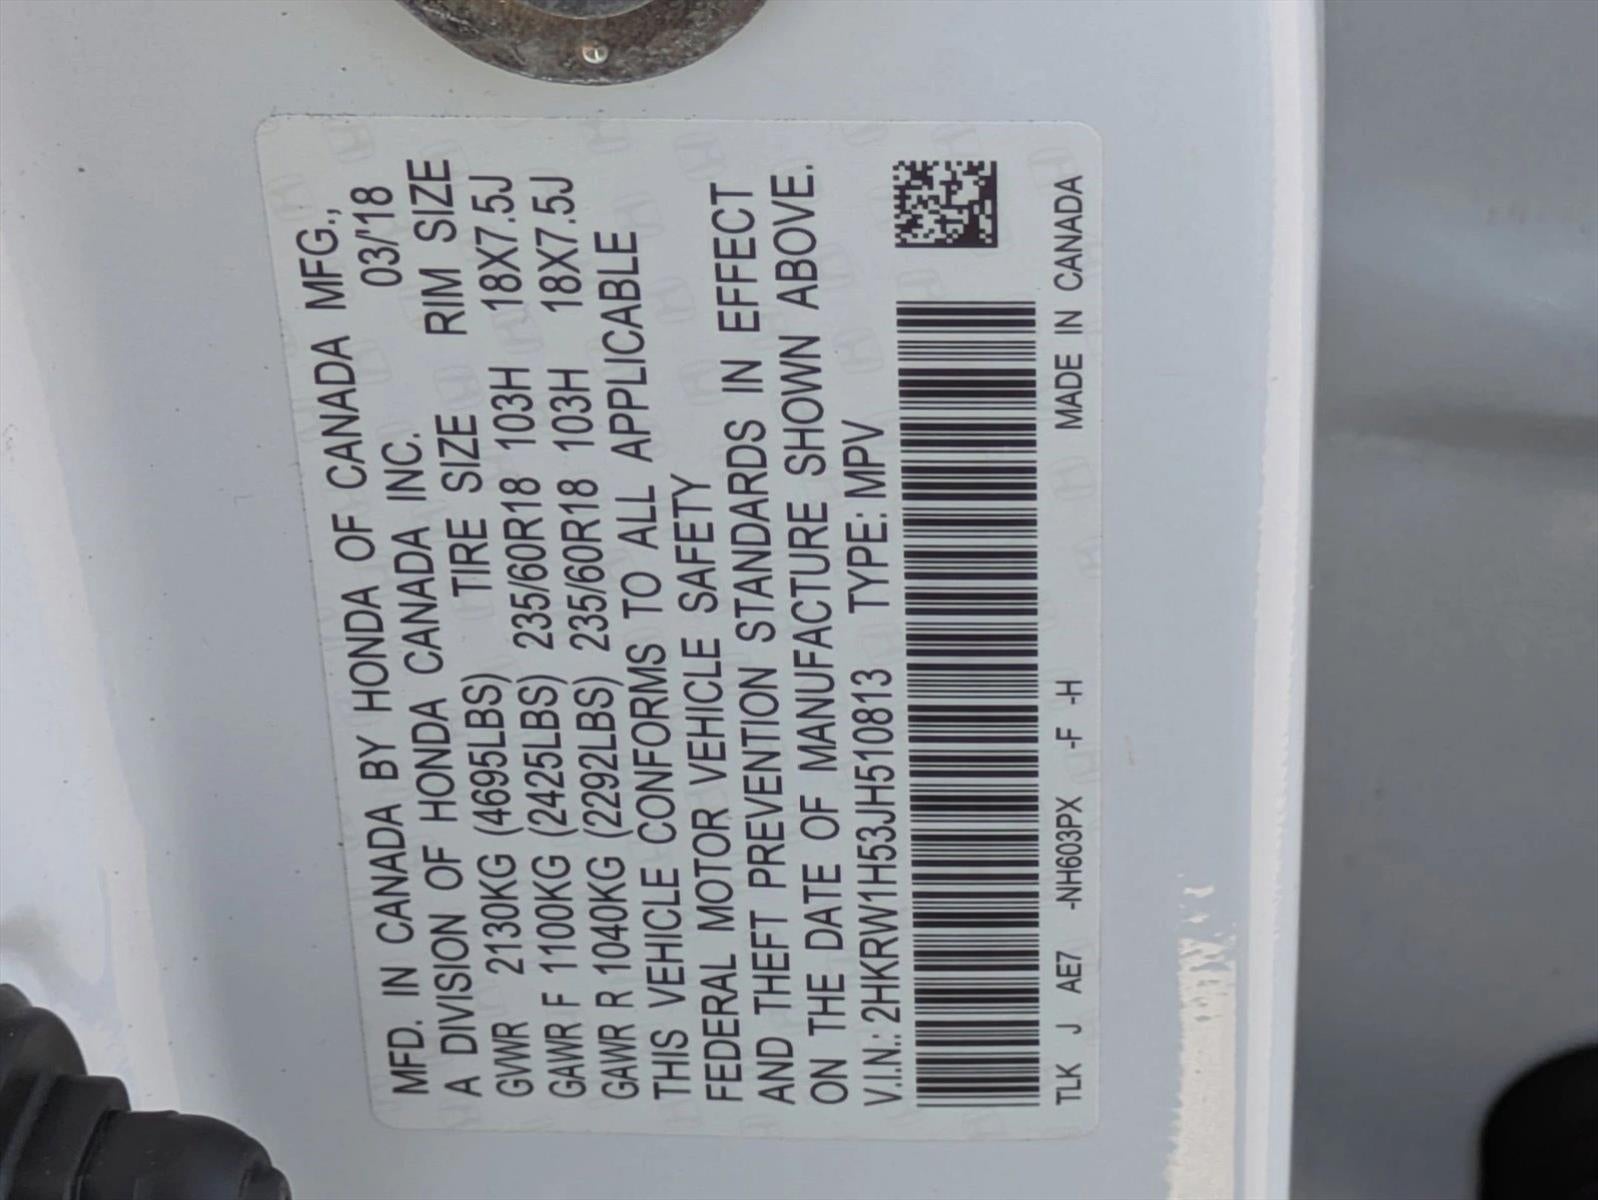 MFD. IN CANADA BY HONDA OF CANADA MFG.,
A DIVISION OF HONDA CANADA INC. 03/'18
TIRE SIZE RIM SIZE
GVWR 2130KG (4695LBS) 235/60R18 103H 18X7.5J
GAWR F 1100KG (2425LBS) 235/60R18 103H 18X7.5J
GAWR R 1040KG (2292LBS)
THIS VEHICLE CONFORMS TO ALL APPLICABLE
FEDERAL MOTOR VEHICLE SAFETY
AND THEFT PREVENTION STANDARDS IN EFFECT
ON THE DATE OF MANUFACTURE SHOWN ABOVE.
V.I.N.: 2HKRW1H53JH510813 TYPE: MPV
TLK J AE7 -NH603PX -F -H MADE IN CANADA